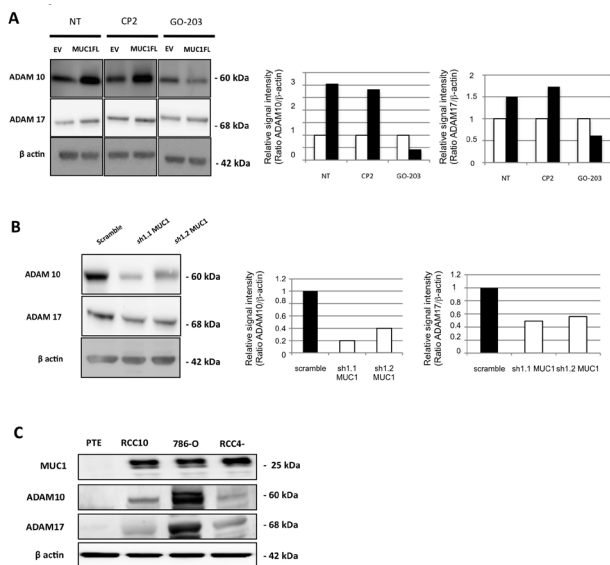 A
NT CP2 GO-203
EV MUC1FL EV MUC1FL EV MUC1FL
ADAM 10 - 60 kDa
ADAM 17 - 68 kDa
β actin - 42 kDa
Relative signal intensity
(Ratio ADAM10/β-actin)
3
2
1
0
NT CP2 GO-203
Relative signal intensity
(Ratio ADAM17/β-actin)
2
1.5
1
0.5
0
NT CP2 GO-203
B
Scramble sh1.1 MUC1 sh1.2 MUC1
ADAM 10 - 60 kDa
ADAM 17 - 68 kDa
β actin - 42 kDa
Relative signal intensity
(Ratio ADAM10/β-actin)
1.2
1
0.8
0.6
0.4
0.2
0
scramble sh1.1 sh1.2
MUC1 MUC1
Relative signal intensity
(Ratio ADAM17/β-actin)
1.2
1
0.8
0.6
0.4
0.2
0
scramble sh1.1 MUC1 sh1.2 MUC1
C
PTE RCC10 786-O RCC4-
MUC1 - 25 kDa
ADAM10 - 60 kDa
ADAM17 - 68 kDa
β actin - 42 kDa